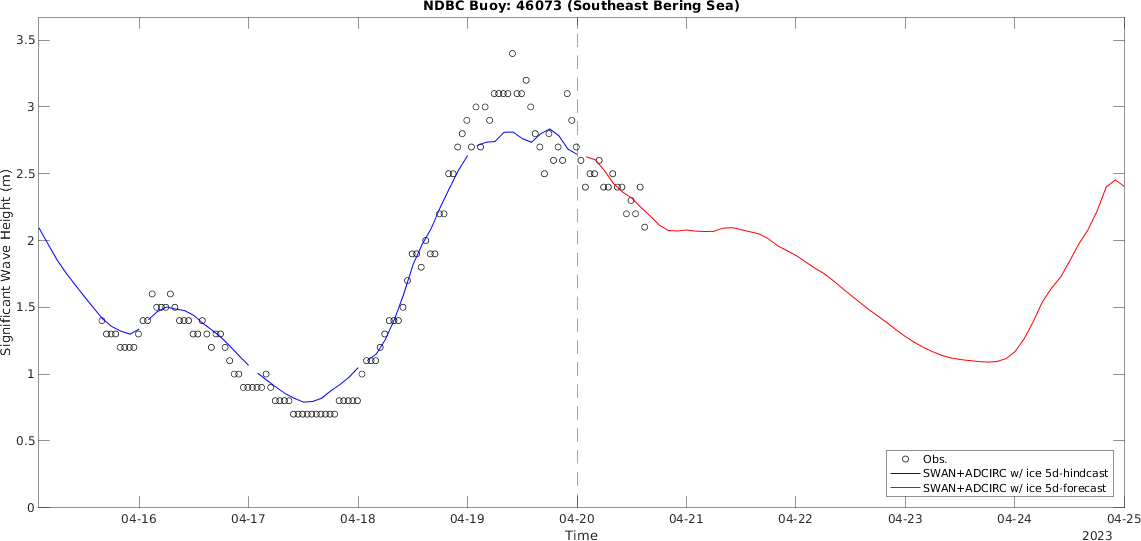 NDBC Buoy: 46073 (Southeast Bering Sea)
Significant Wave Height (m)
3.5
3
2.5
2
1.5
1
0.5
0
Obs.
SWAN+ADCIRC w/ ice 5d-hindcast
SWAN+ADCIRC w/ ice 5d-forecast
04-16 04-17 04-18 04-19 04-20 04-21 04-22 04-23 04-24 04-25
Time
2023